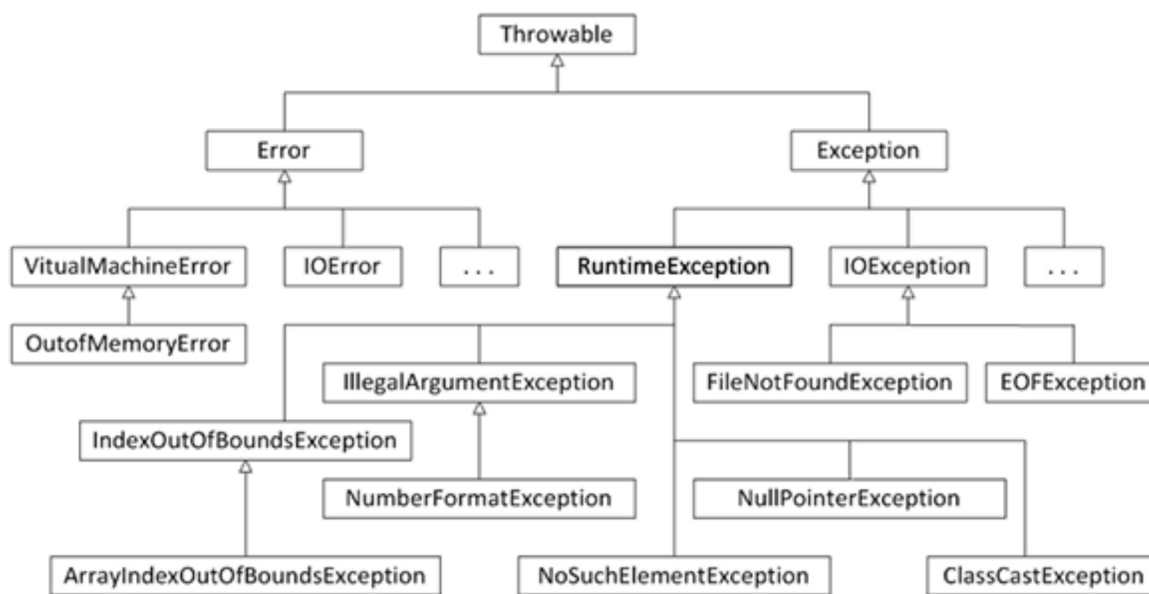 Throwable
Error
Exception
VitualMachineError
IOError
. . .
RuntimeException
IOException
. . .
OutofMemoryError
IllegalArgumentException
FileNotFoundException
EOFException
IndexOutOfBoundsException
NumberFormatException
NullPointerException
ArrayIndexOutOfBoundsException
NoSuchElementException
ClassCastException